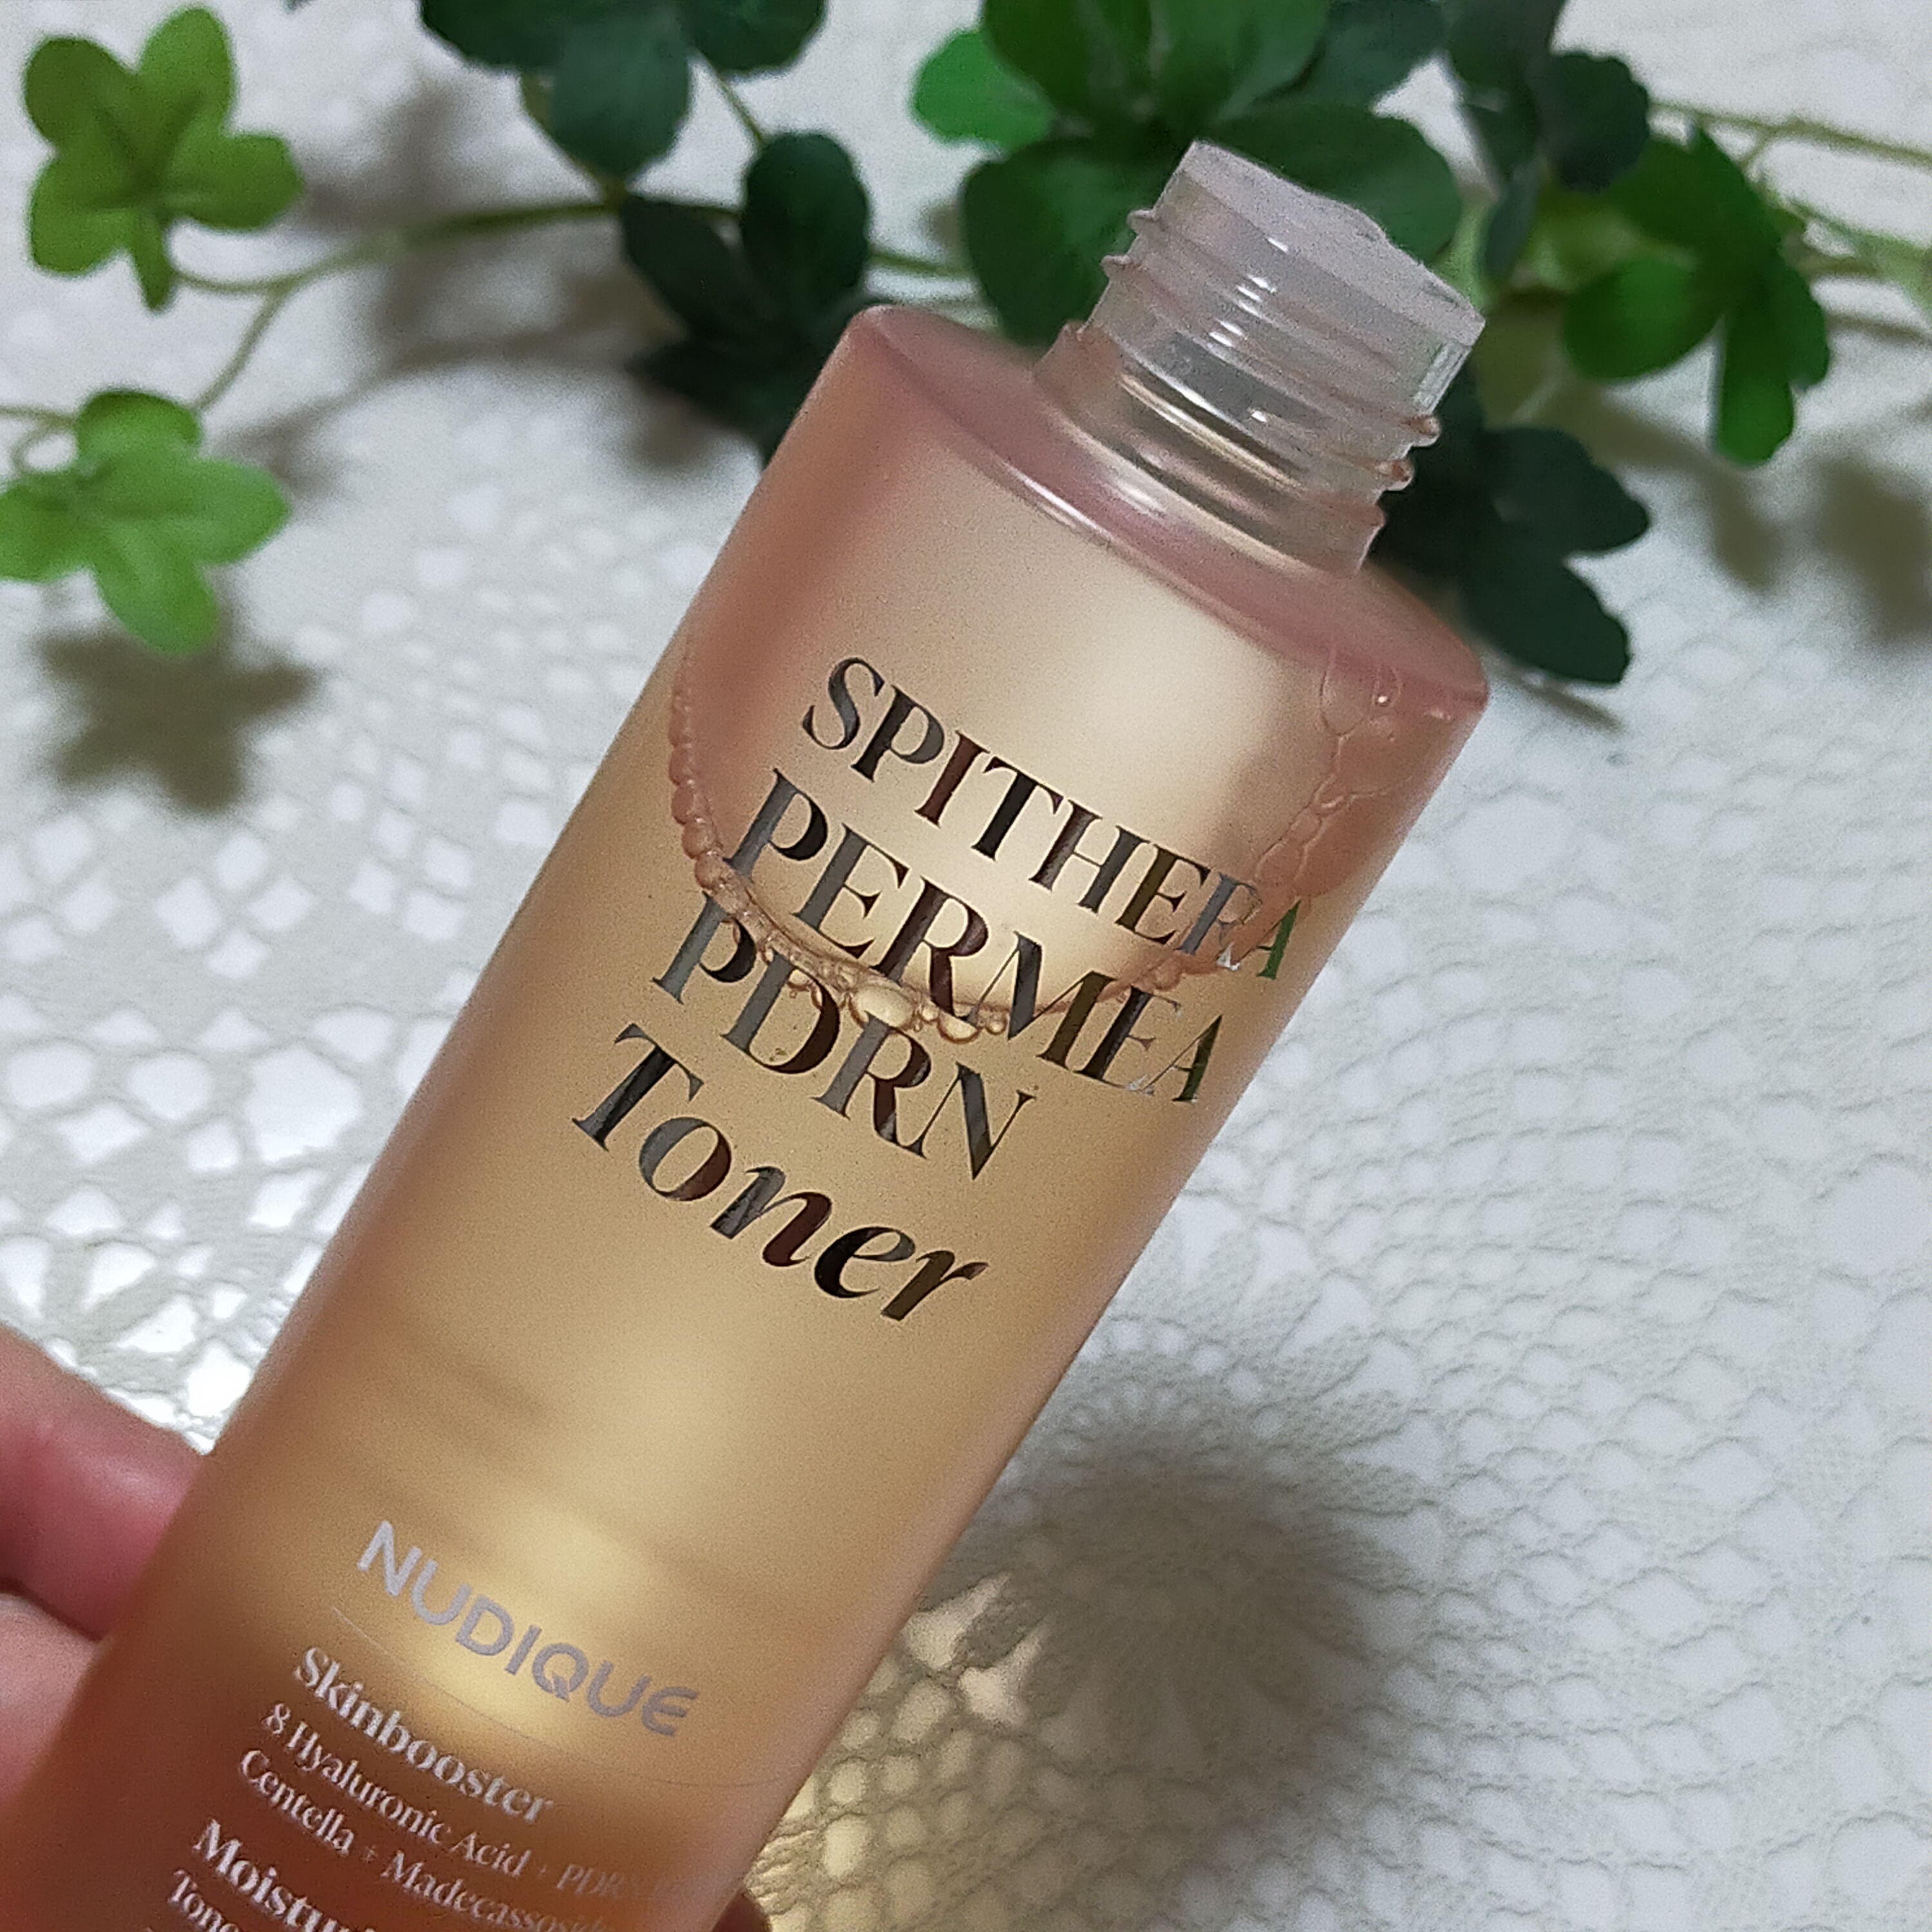 SPITHERA
PERMEA
PDRN
Toner
NUDIQUE
Skinbooster
8 Hyaluronic Acid + PDRN
Centella + Madecassoside